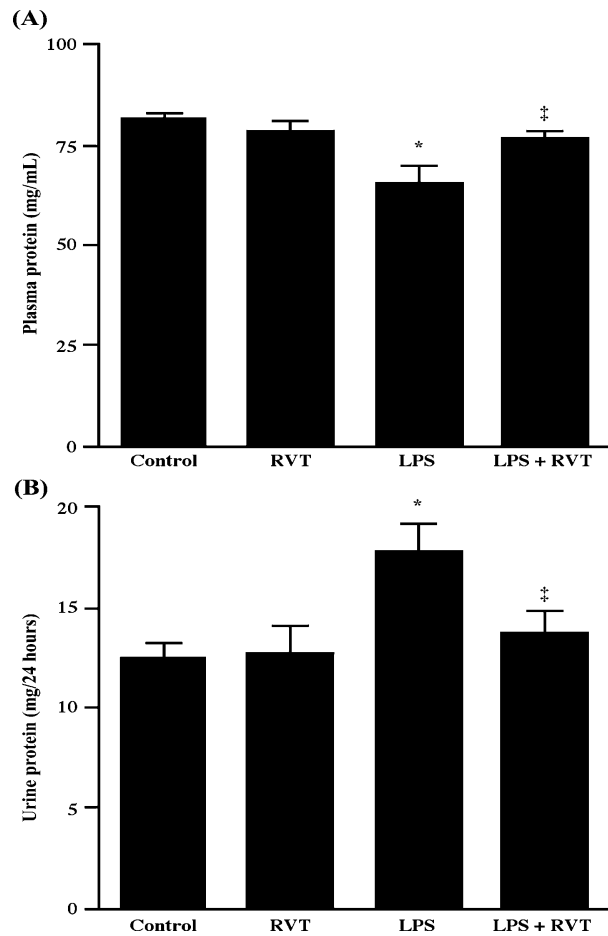 (A)
100
75
50
25
0
Plasma protein (mg/mL)
*
‡
Control RVT LPS LPS + RVT
(B)
20
15
10
5
0
Urine protein (mg/24 hours)
*
‡
Control RVT LPS LPS + RVT